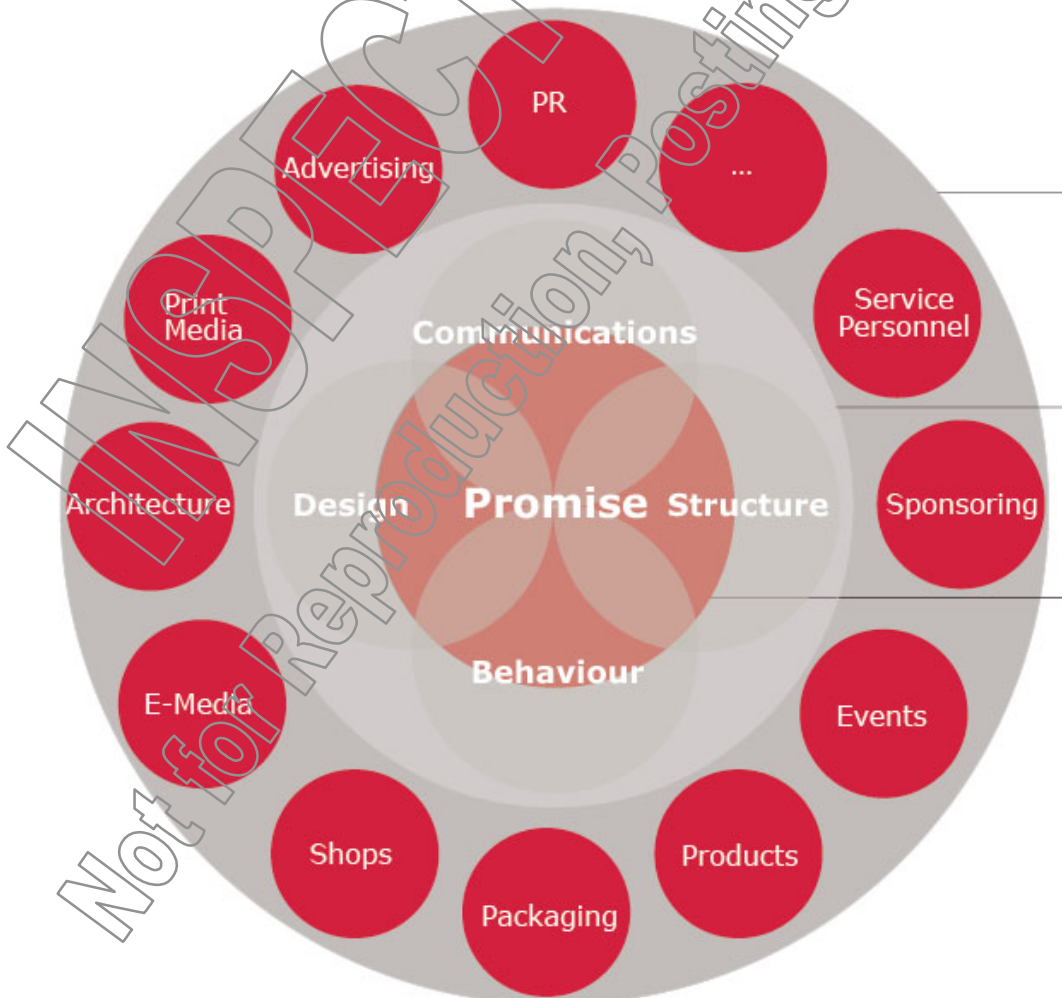 PR
Advertising
...
Print
Media
Service
Personnel
Communications
Architecture
Design
Promise
Structure
Sponsoring
Behaviour
E-Media
Events
Shops
Products
Packaging
INSPECT
Not for Reproduction, Posting